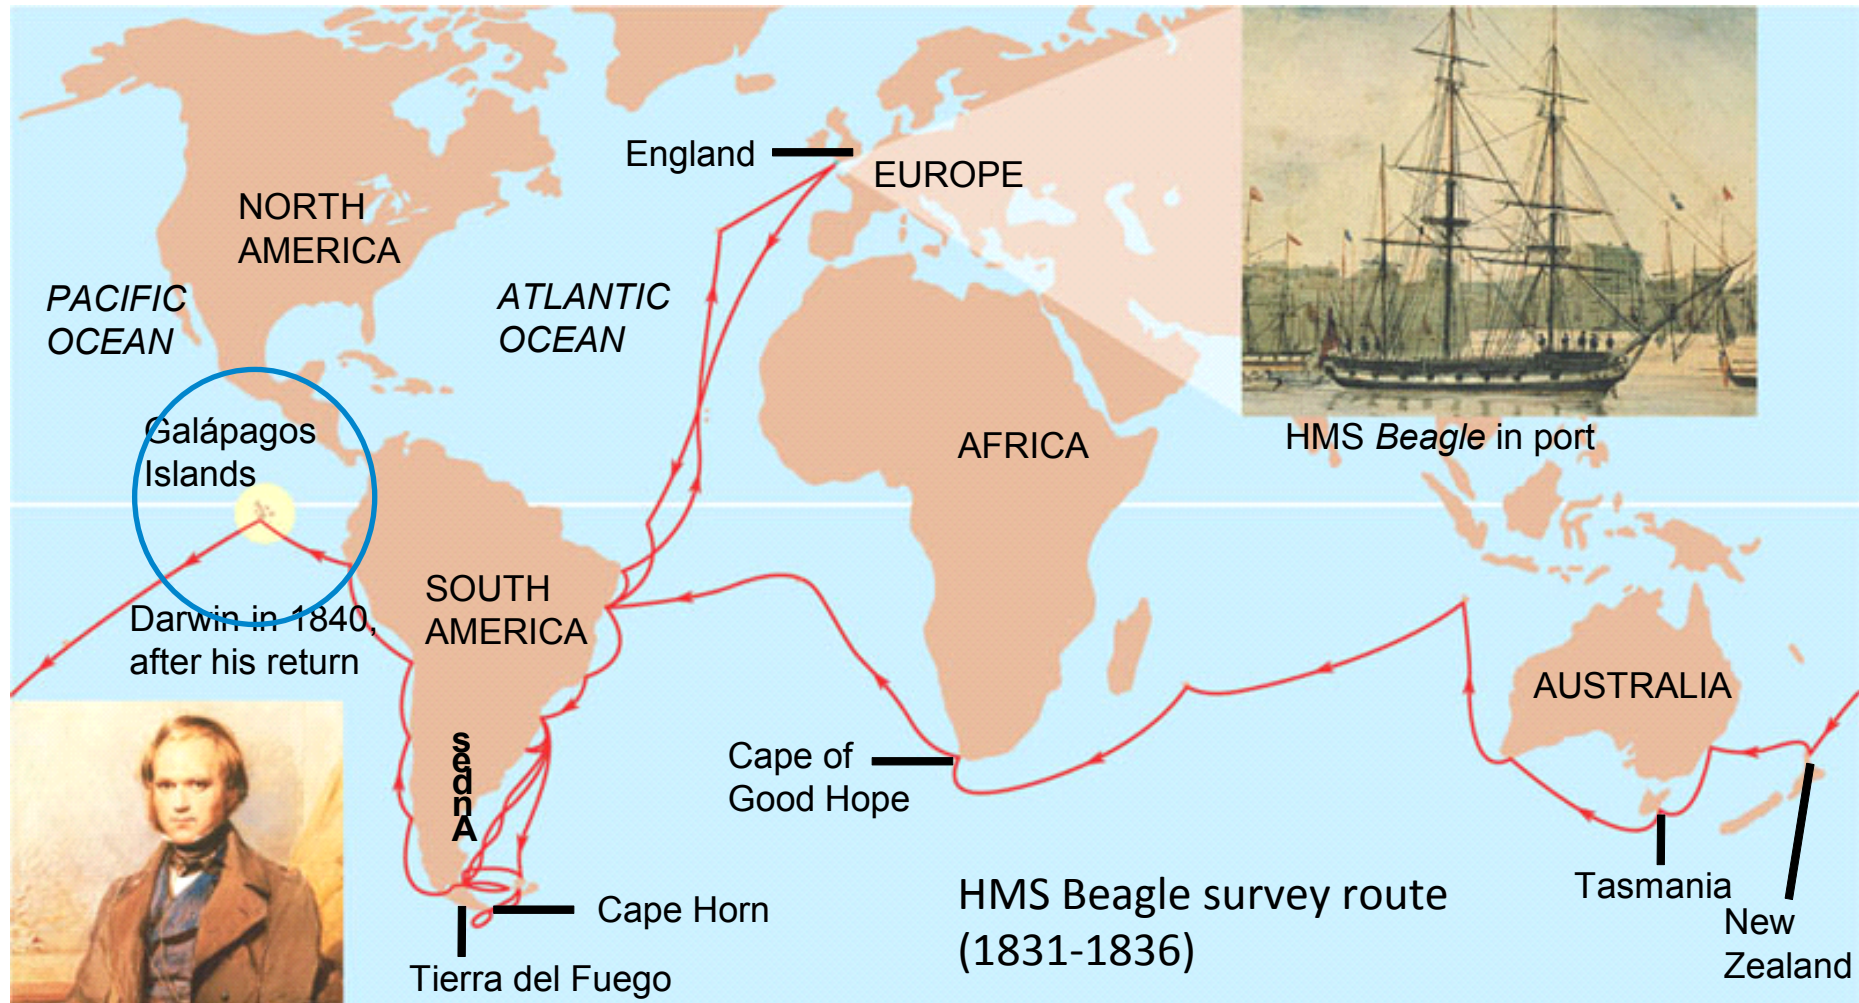 England
EUROPE
NORTH
AMERICA
PACIFIC
OCEAN
ATLANTIC
OCEAN
Galápagos
Islands
AFRICA
HMS Beagle in port
SOUTH
AMERICA
Darwin in 1840,
after his return
AUSTRALIA
Andes
Cape of
Good Hope
Cape Horn
Tierra del Fuego
HMS Beagle survey route
(1831-1836)
Tasmania
New
Zealand